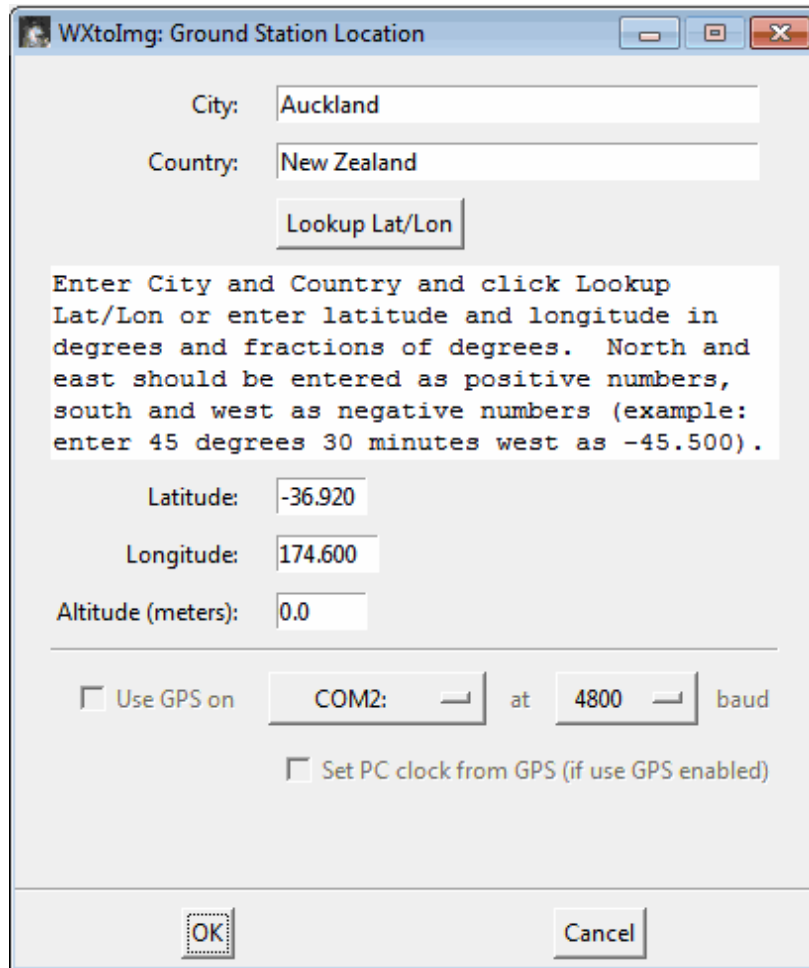 WXtoImg: Ground Station Location
City: Auckland
Country: New Zealand
Lookup Lat/Lon
Enter City and Country and click Lookup
Lat/Lon or enter latitude and longitude in
degrees and fractions of degrees.  North and
east should be entered as positive numbers,
south and west as negative numbers (example:
enter 45 degrees 30 minutes west as -45.500).
Latitude: -36.920
Longitude: 174.600
Altitude (meters): 0.0
Use GPS on COM2: at 4800 baud
Set PC clock from GPS (if use GPS enabled)
OK Cancel